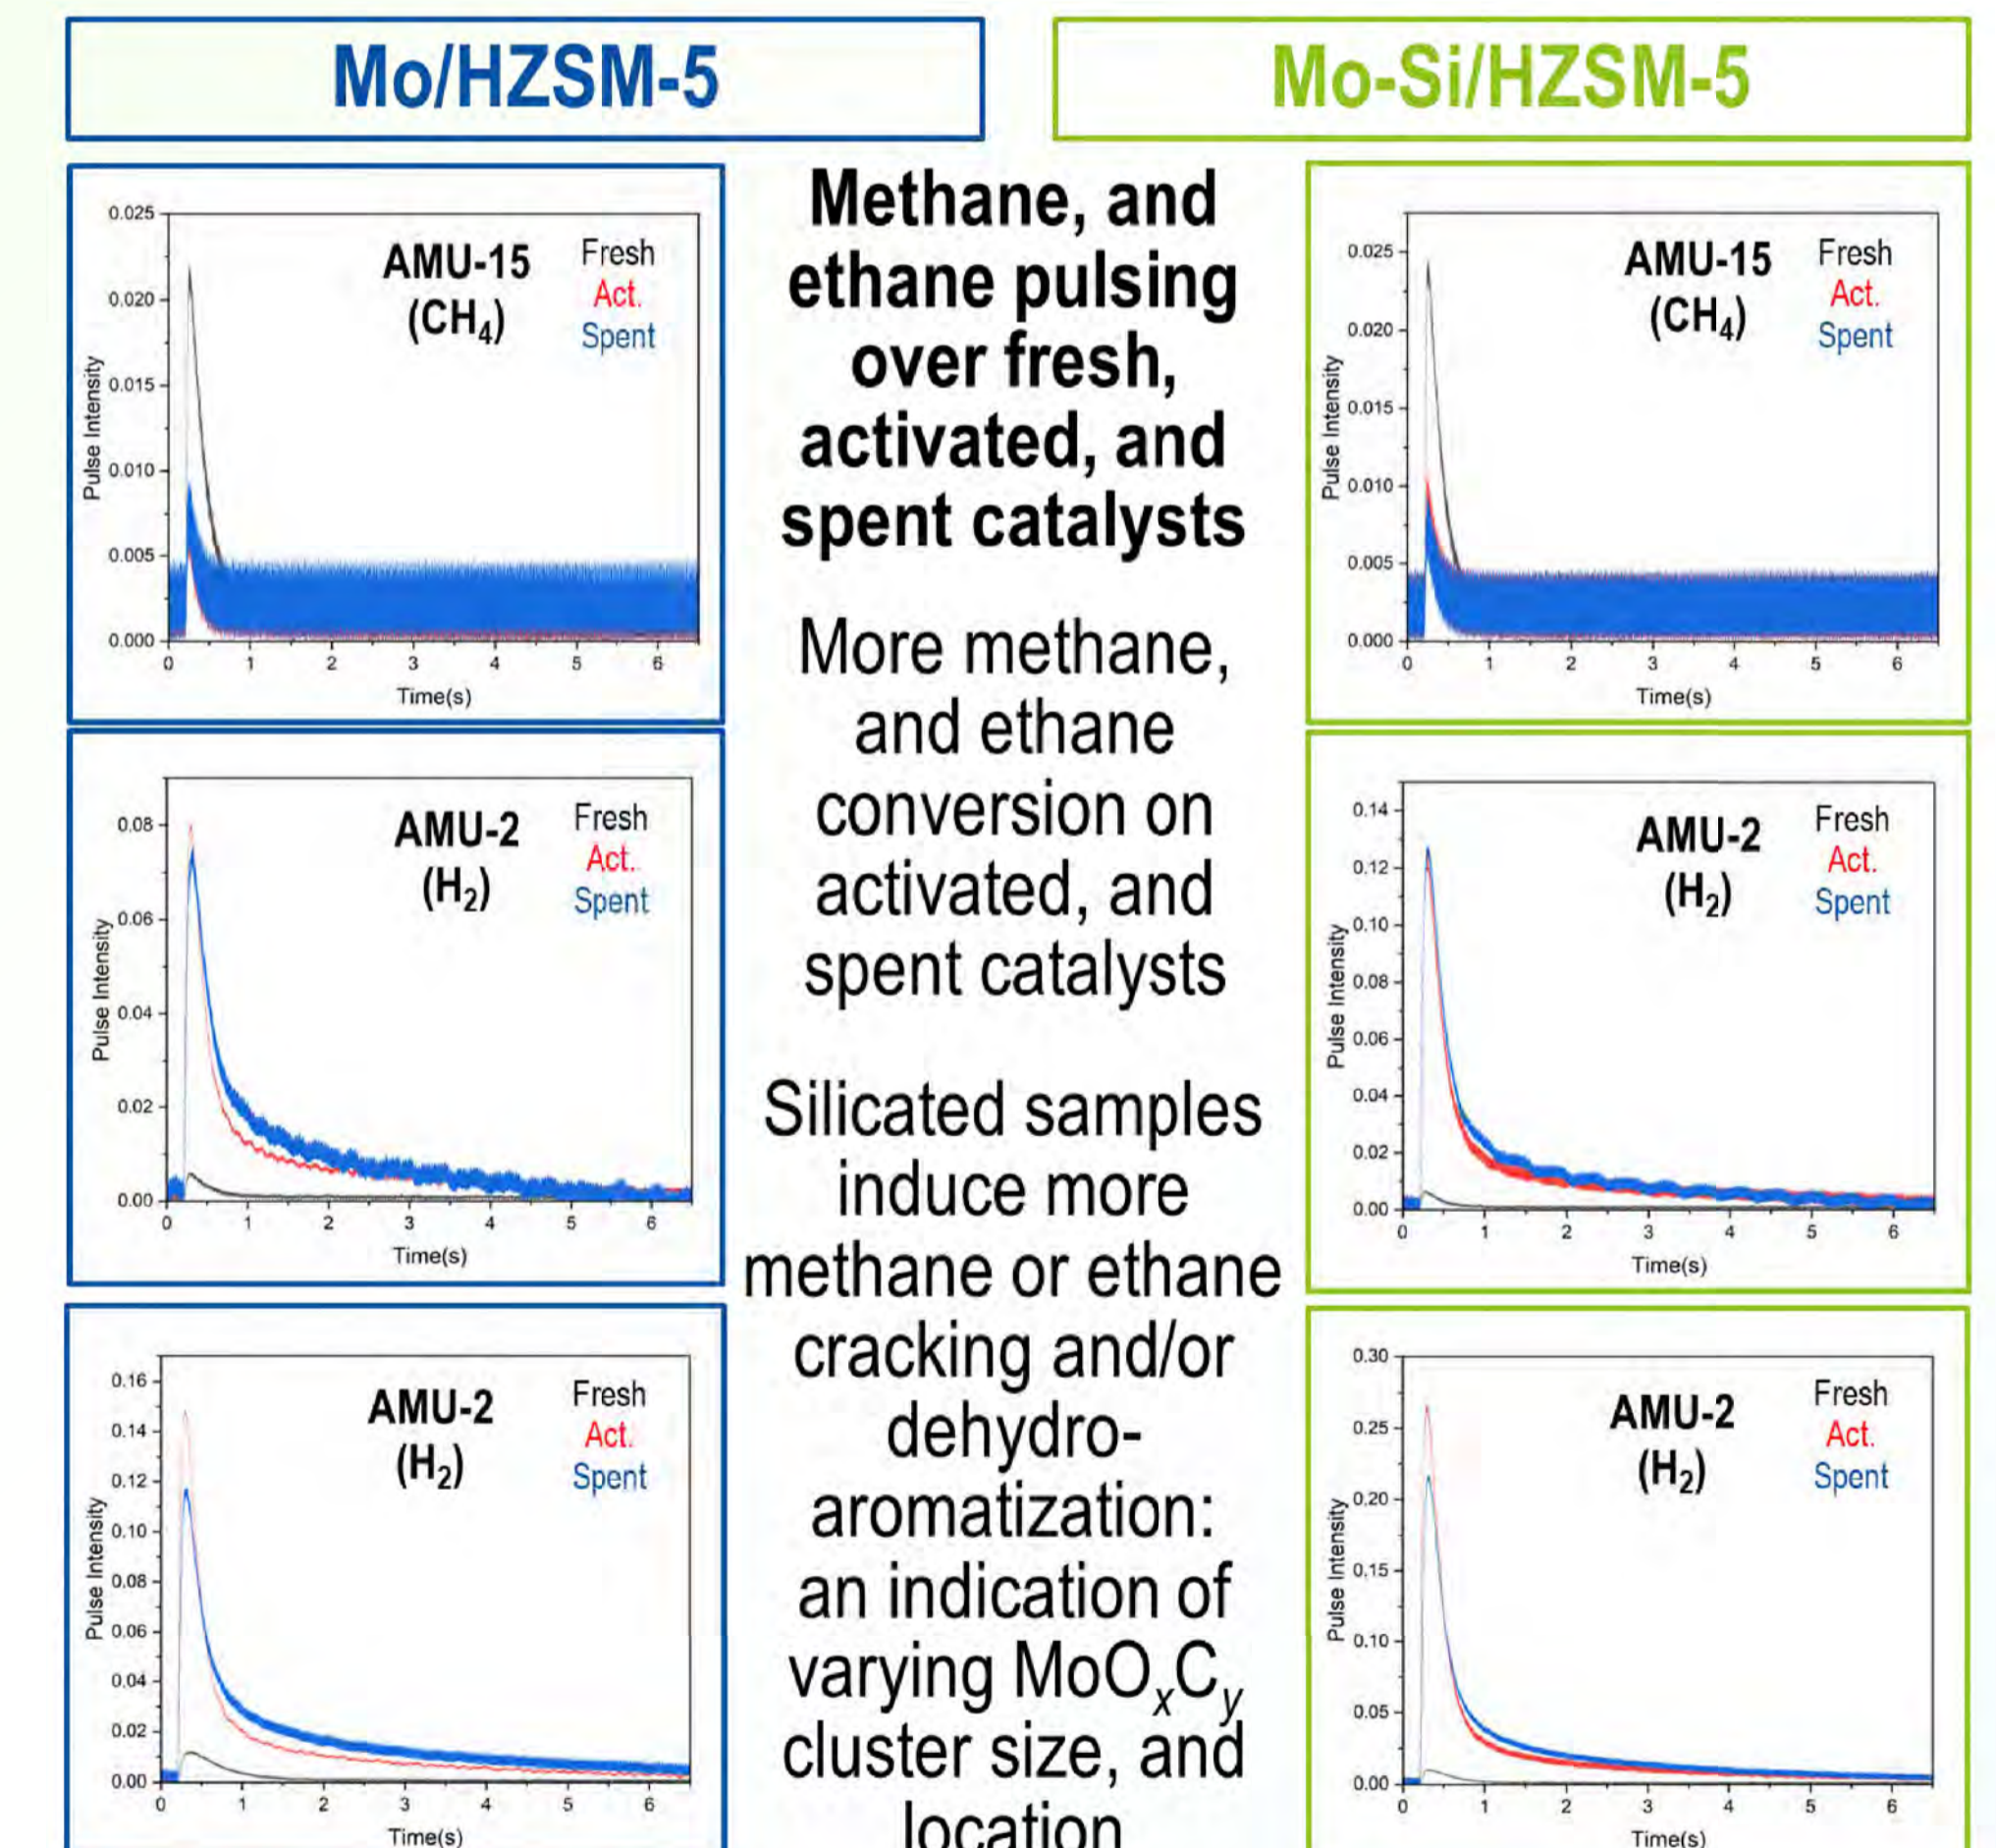 Mo/HZSM-5
Mo-Si/HZSM-5
0.025
0.020
0.015
0.010
0.005
0.000
Pulse Intensity
AMU-15
(CH₄)
Fresh
Act.
Spent
0 1 2 3 4 5 6
Time(s)
0.08
0.06
0.04
0.02
0.00
Pulse Intensity
AMU-2
(H₂)
Fresh
Act.
Spent
0 1 2 3 4 5 6
Time(s)
0.16
0.14
0.12
0.10
0.08
0.06
0.04
0.02
0.00
Pulse Intensity
AMU-2
(H₂)
Fresh
Act.
Spent
0 1 2 3 4 5 6
Time(s)
Methane, and
ethane pulsing
over fresh,
activated, and
spent catalysts
More methane,
and ethane
conversion on
activated, and
spent catalysts
Silicated samples
induce more
methane or ethane
cracking and/or
dehydro-
aromatization:
an indication of
varying MoOₓCᵧ
cluster size, and
location
0.025
0.020
0.015
0.010
0.005
0.000
Pulse Intensity
AMU-15
(CH₄)
Fresh
Act.
Spent
0 1 2 3 4 5 6
Time(s)
0.14
0.12
0.10
0.08
0.06
0.04
0.02
0.00
Pulse Intensity
AMU-2
(H₂)
Fresh
Act.
Spent
0 1 2 3 4 5 6
Time(s)
0.30
0.25
0.20
0.15
0.10
0.05
0.00
Pulse Intensity
AMU-2
(H₂)
Fresh
Act.
Spent
0 1 2 3 4 5 6
Time(s)